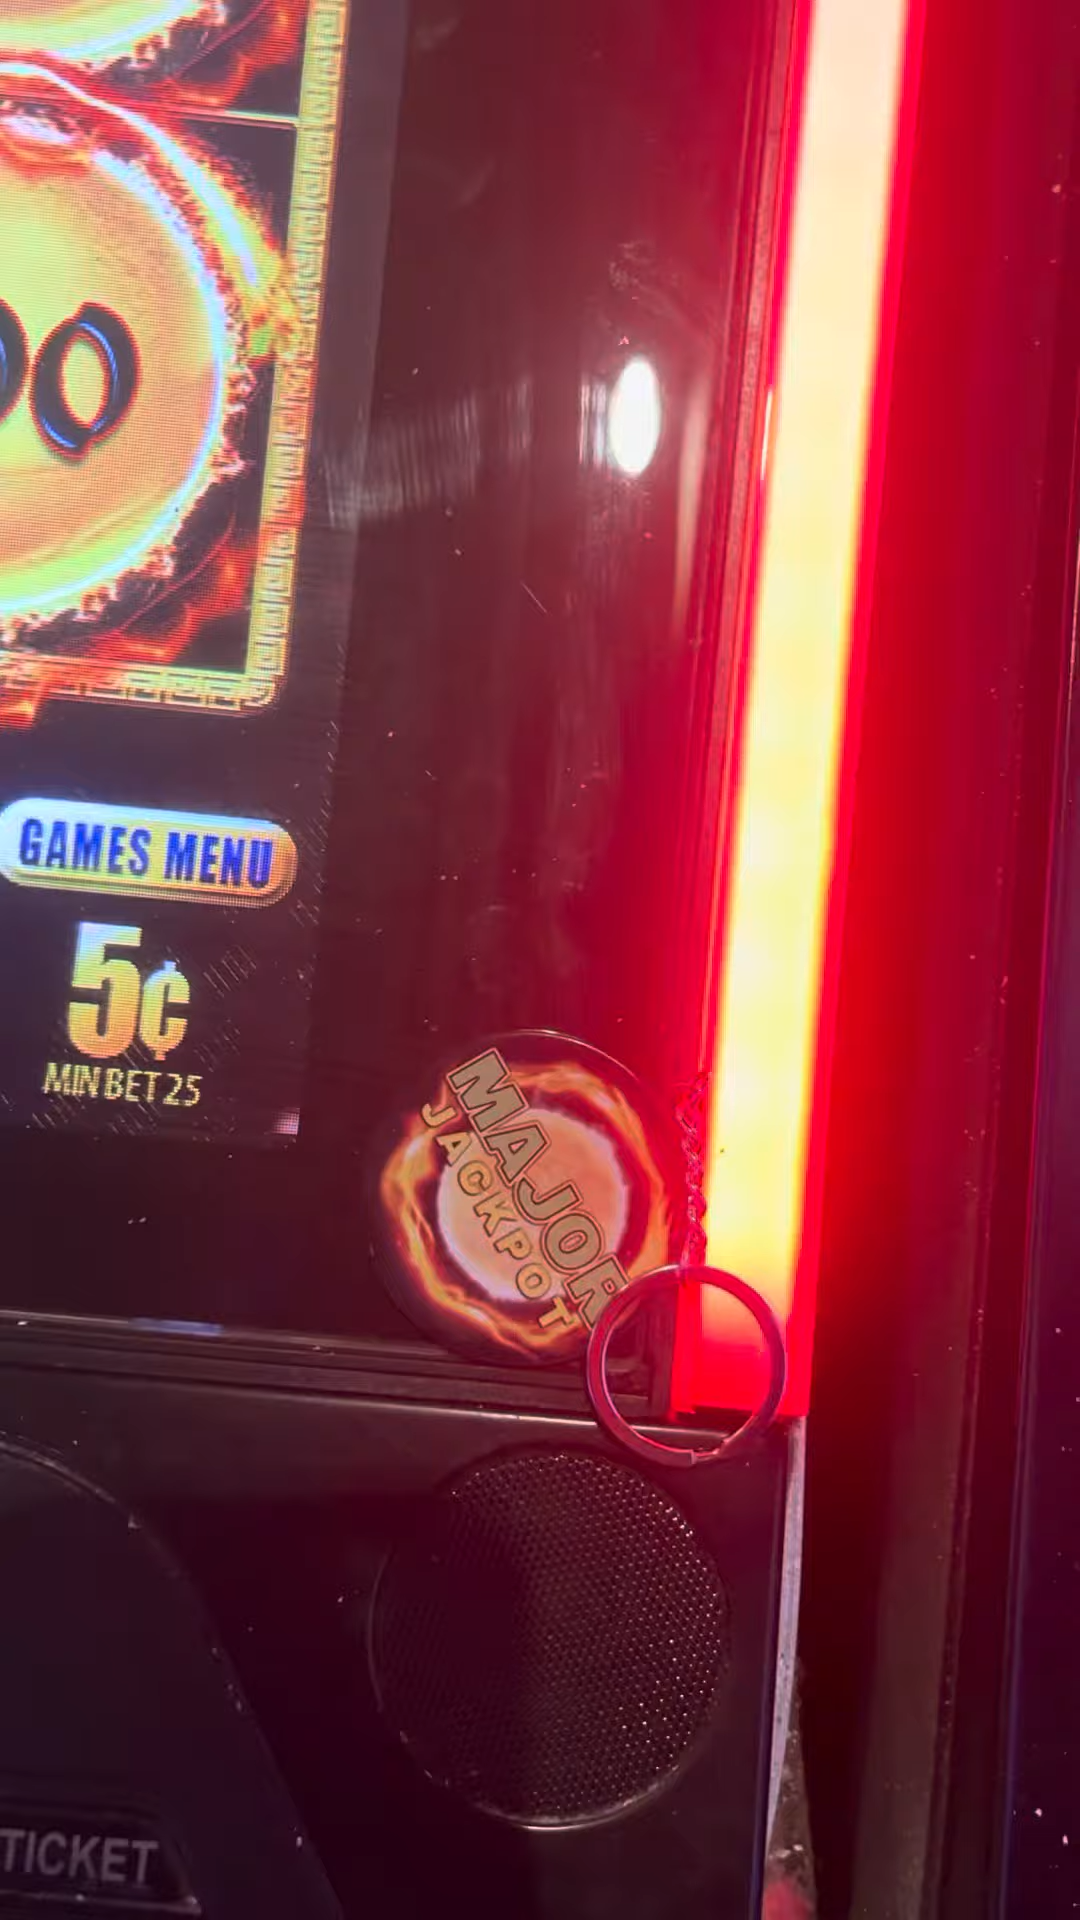 GAMES MENU
5¢
MIN BET 25
MAJOR
JACKPOT
TICKET